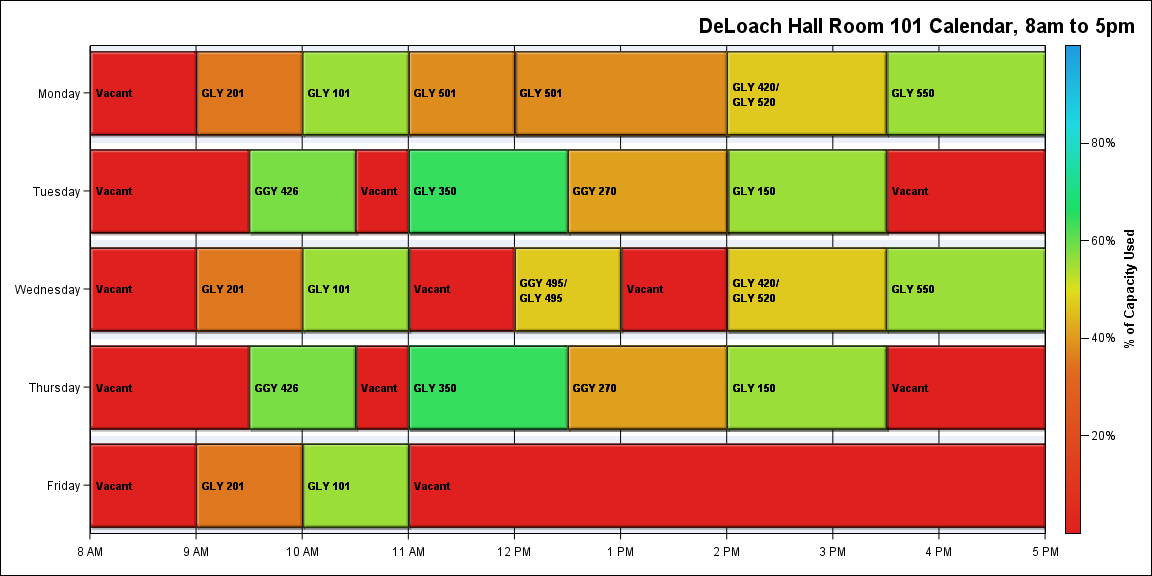 DeLoach Hall Room 101 Calendar, 8am to 5pm
Monday
Vacant
GLY 201
GLY 101
GLY 501
GLY 501
GLY 420/
GLY 520
GLY 550
Tuesday
Vacant
GGY 426
Vacant
GLY 350
GGY 270
GLY 150
Vacant
Wednesday
Vacant
GLY 201
GLY 101
Vacant
GGY 495/
GLY 495
Vacant
GLY 420/
GLY 520
GLY 550
Thursday
Vacant
GGY 426
Vacant
GLY 350
GGY 270
GLY 150
Vacant
Friday
Vacant
GLY 201
GLY 101
Vacant
8 AM
9 AM
10 AM
11 AM
12 PM
1 PM
2 PM
3 PM
4 PM
5 PM
80%
60%
40%
20%
% of Capacity Used